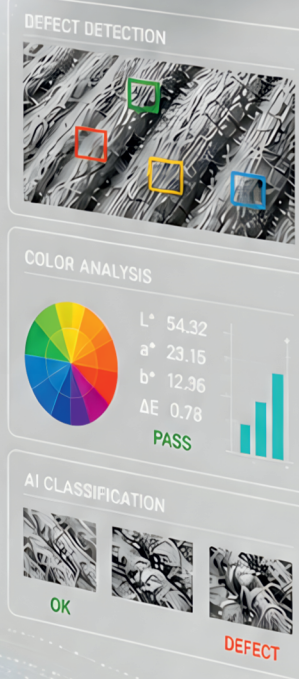 DEFECT DETECTION
COLOR ANALYSIS
L* 54.32
a* 23.15
b* 12.36
ΔE 0.78
PASS
AI CLASSIFICATION
OK
DEFECT